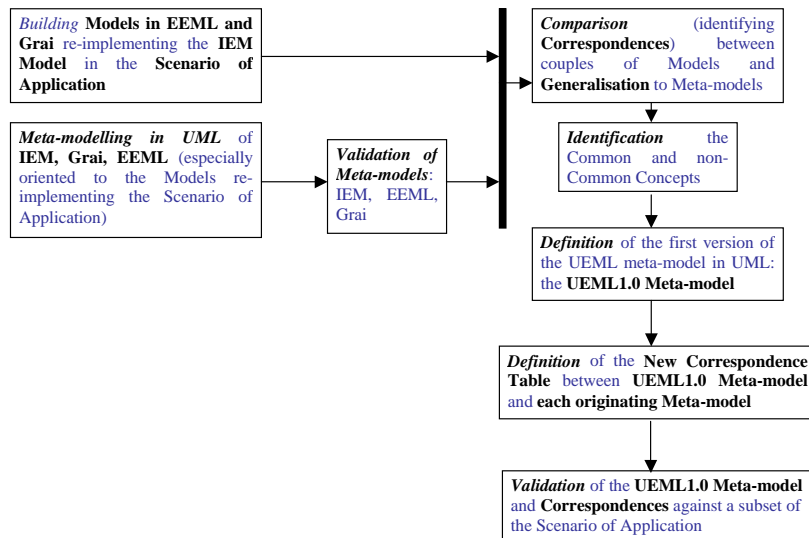 Building Models in EEML and
Grai re-implementing the IEM
Model in the Scenario of
Application
Meta-modelling in UML of
IEM, Grai, EEML (especially
oriented to the Models re-
implementing the Scenario of
Application)
Validation of
Meta-models:
IEM, EEML,
Grai
Comparison (identifying
Correspondences) between
couples of Models and
Generalisation to Meta-models
Identification the
Common and non-
Common Concepts
Definition of the first version of
the UEML meta-model in UML:
the UEML1.0 Meta-model
Definition of the New Correspondence
Table between UEML1.0 Meta-model
and each originating Meta-model
Validation of the UEML1.0 Meta-model
and Correspondences against a subset of
the Scenario of Application